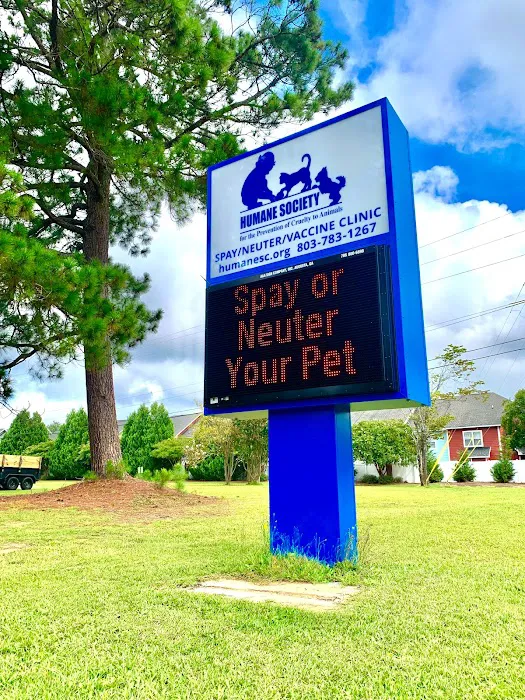 HUMANE SOCIETY
for the Prevention of Cruelty to Animals
SPAY/NEUTER/VACCINE CLINIC
humanesc.org 803-783-1267
Spay or
Neuter
Your Pet